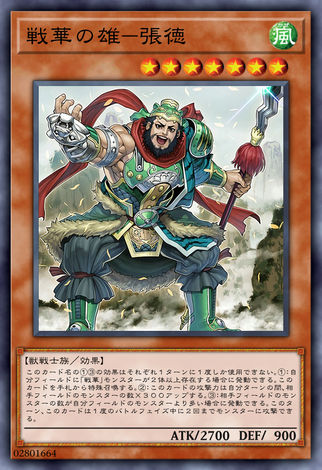 戦華の雄－張徳
風
［獣戦士族／効果］
このカード名の①③の効果はそれぞれ１ターンに１度しか使用できない。①：自
分フィールドに「戦華」モンスターが２体以上存在する場合に発動できる。この
カードを手札から特殊召喚する。②：このカードの攻撃力は自分ターンの間、相
手フィールドのモンスターの数×３００アップする。③：相手フィールドのモン
スターの数が自分フィールドのモンスターより多い場合に発動できる。このタ
ーン、このカードは１度のバトルフェイズ中に２回までモンスターに攻撃でき
る。
ATK/2700 DEF/ 900
02801664